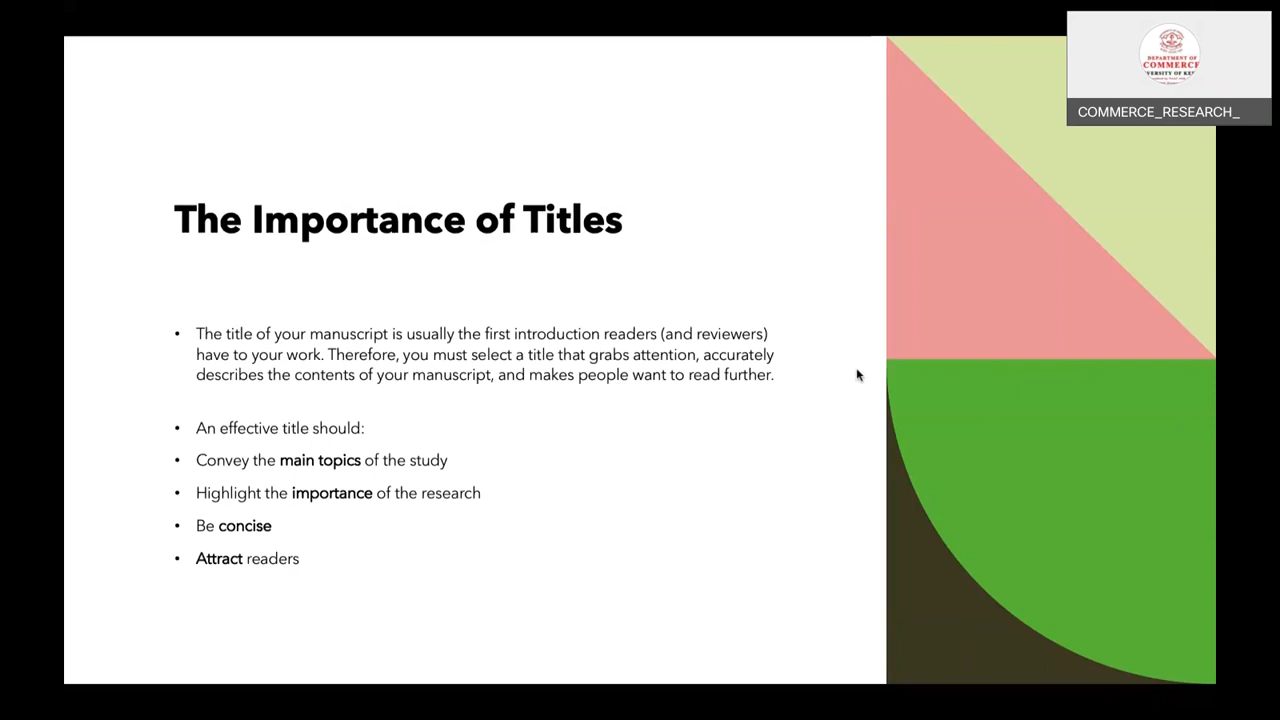 DEPARTMENT OF
COMMERCE
COMMERCE_RESEARCH_
The Importance of Titles
• The title of your manuscript is usually the first introduction readers (and reviewers)
have to your work. Therefore, you must select a title that grabs attention, accurately
describes the contents of your manuscript, and makes people want to read further.
• An effective title should:
• Convey the main topics of the study
• Highlight the importance of the research
• Be concise
• Attract readers